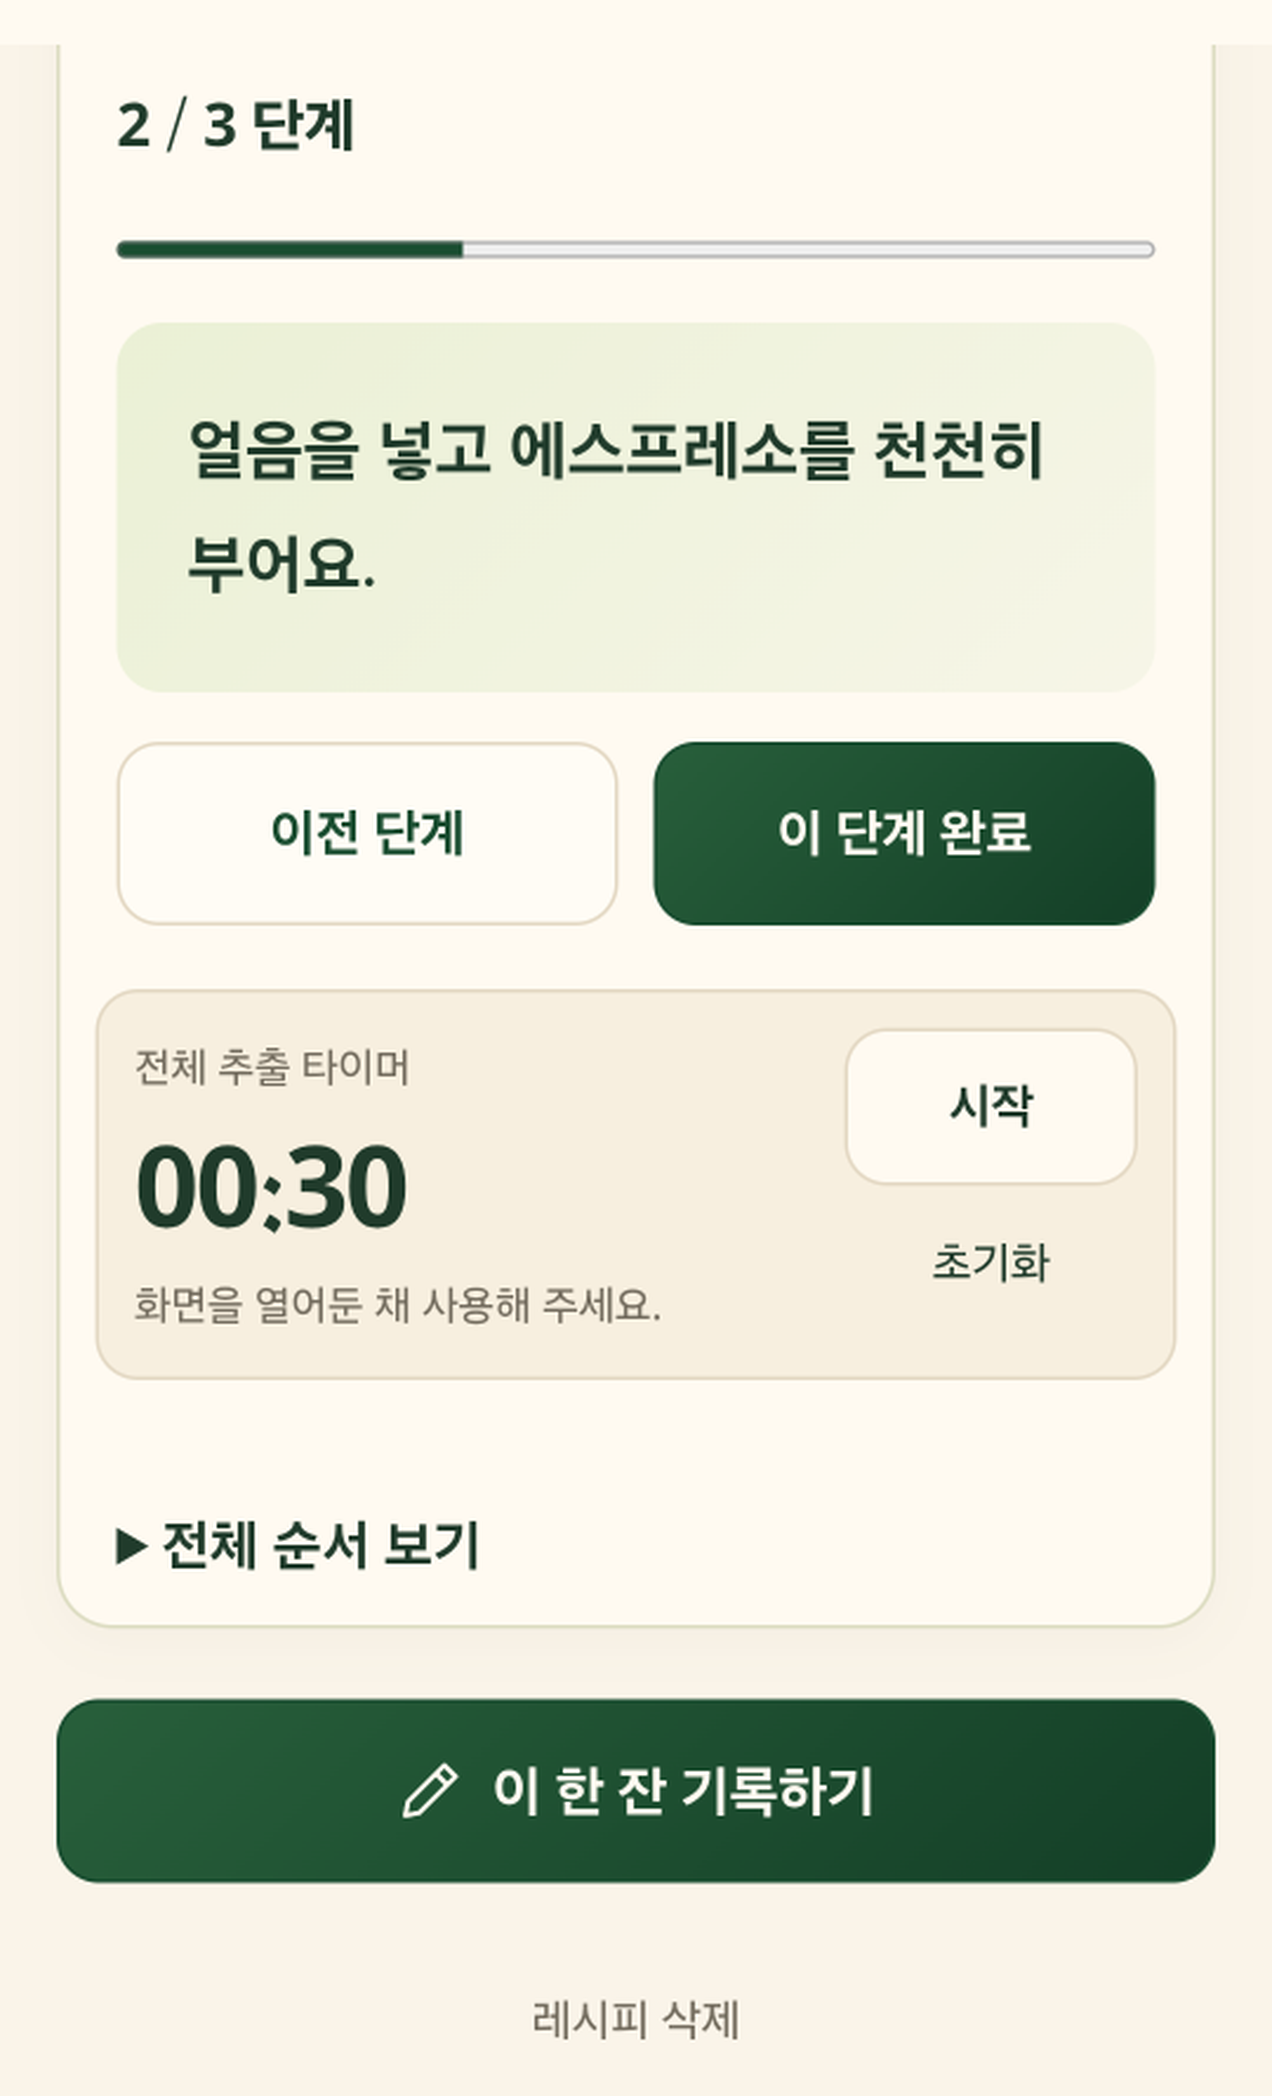 2 / 3 단계
얼음을 넣고 에스프레소를 천천히
부어요.
이전 단계
이 단계 완료
전체 추출 타이머
00:30
화면을 열어둔 채 사용해 주세요.
시작
초기화
▶ 전체 순서 보기
이 한 잔 기록하기
레시피 삭제